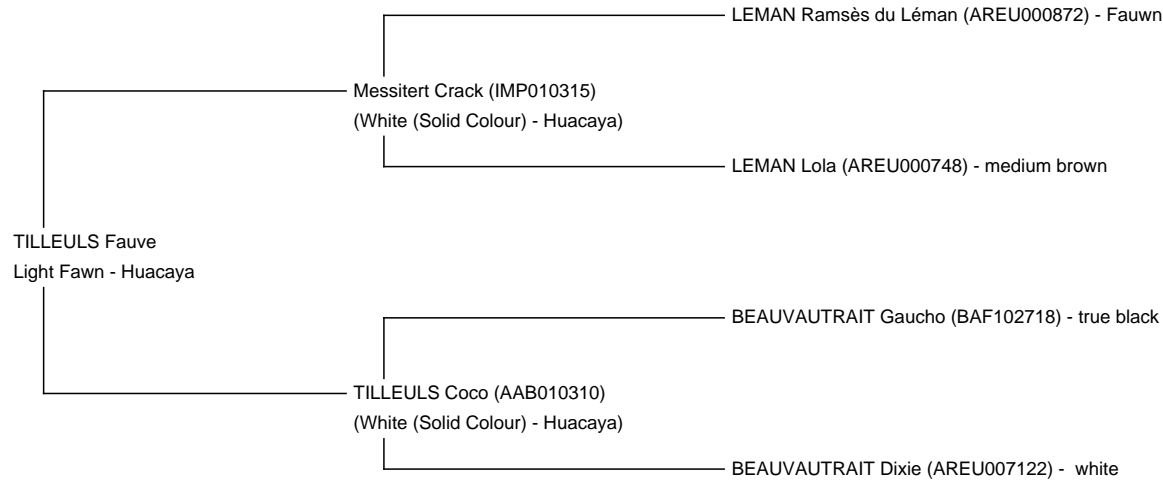 LEMAN Ramsès du Léman (AREU000872) - Fauwn
Messitert Crack (IMP010315)
(White (Solid Colour) - Huacaya)
LEMAN Lola (AREU000748) - medium brown
TILLEULS Fauve
Light Fawn - Huacaya
BEAUVAUTRAIT Gaucho (BAF102718) - true black
TILLEULS Coco (AAB010310)
(White (Solid Colour) - Huacaya)
BEAUVAUTRAIT Dixie (AREU007122) -  white